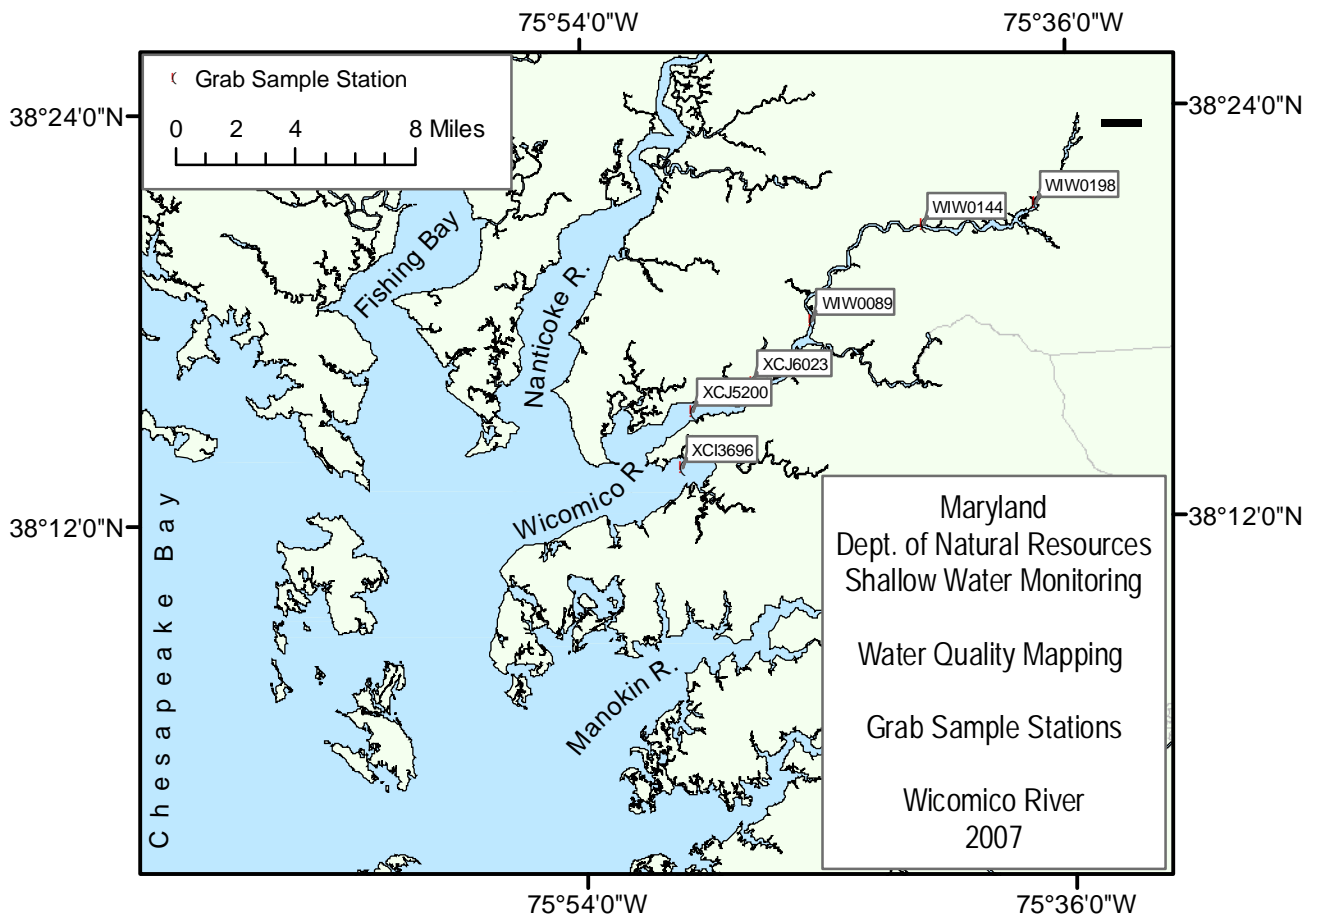 75°54'0"W
75°36'0"W
Grab Sample Station
0 2 4 8 Miles
38°24'0"N
38°24'0"N
WIW0198
WIW0144
Fishing Bay
Nanticoke R.
WIW0089
XCJ6023
XCJ5200
XCI3696
Wicomico R.
38°12'0"N
38°12'0"N
Chesapeake Bay
Manokin R.
Maryland
Dept. of Natural Resources
Shallow Water Monitoring
Water Quality Mapping
Grab Sample Stations
Wicomico River
2007
75°54'0"W
75°36'0"W